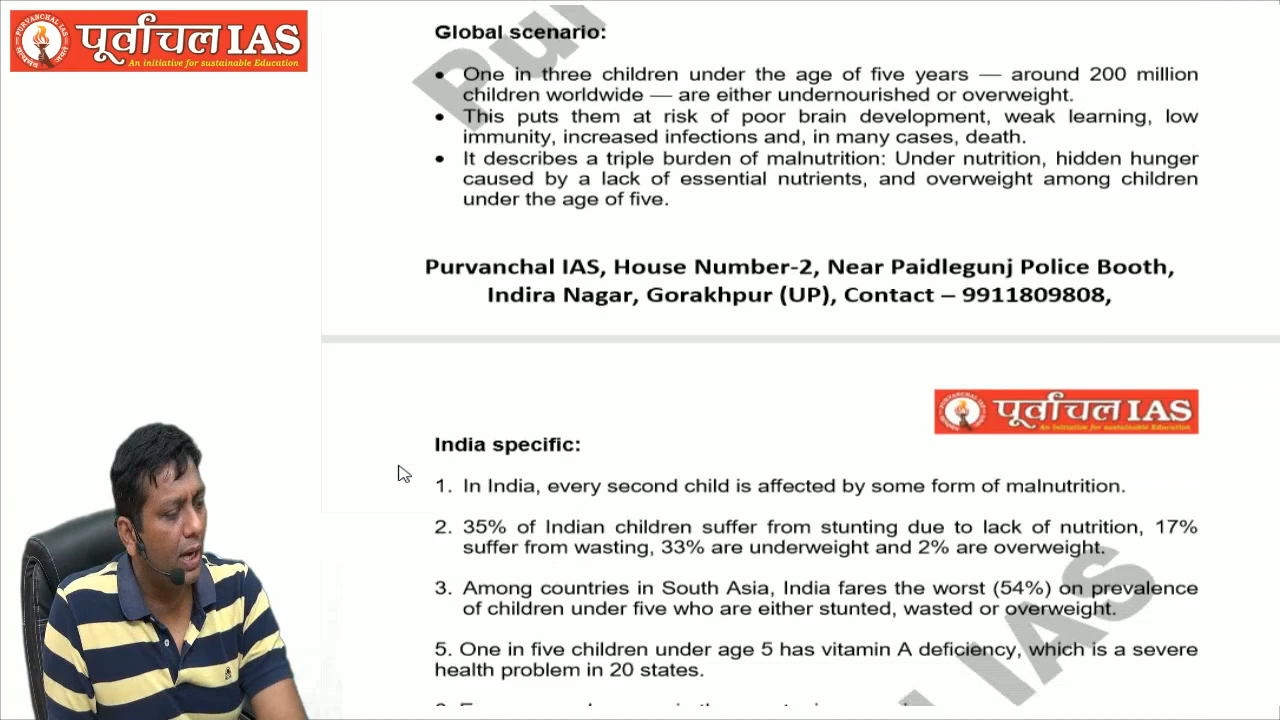 पूर्वांचल IAS
An initiative for sustainable Education
Global scenario:
• One in three children under the age of five years — around 200 million
children worldwide — are either undernourished or overweight.
• This puts them at risk of poor brain development, weak learning, low
immunity, increased infections and, in many cases, death.
• It describes a triple burden of malnutrition: Under nutrition, hidden hunger
caused by a lack of essential nutrients, and overweight among children
under the age of five.
Purvanchal IAS, House Number-2, Near Paidlegunj Police Booth,
Indira Nagar, Gorakhpur (UP), Contact – 9911809808,
पूर्वांचल IAS
An initiative for sustainable Education
India specific:
1. In India, every second child is affected by some form of malnutrition.
2. 35% of Indian children suffer from stunting due to lack of nutrition, 17%
suffer from wasting, 33% are underweight and 2% are overweight.
3. Among countries in South Asia, India fares the worst (54%) on prevalence
of children under five who are either stunted, wasted or overweight.
5. One in five children under age 5 has vitamin A deficiency, which is a severe
health problem in 20 states.
IAS